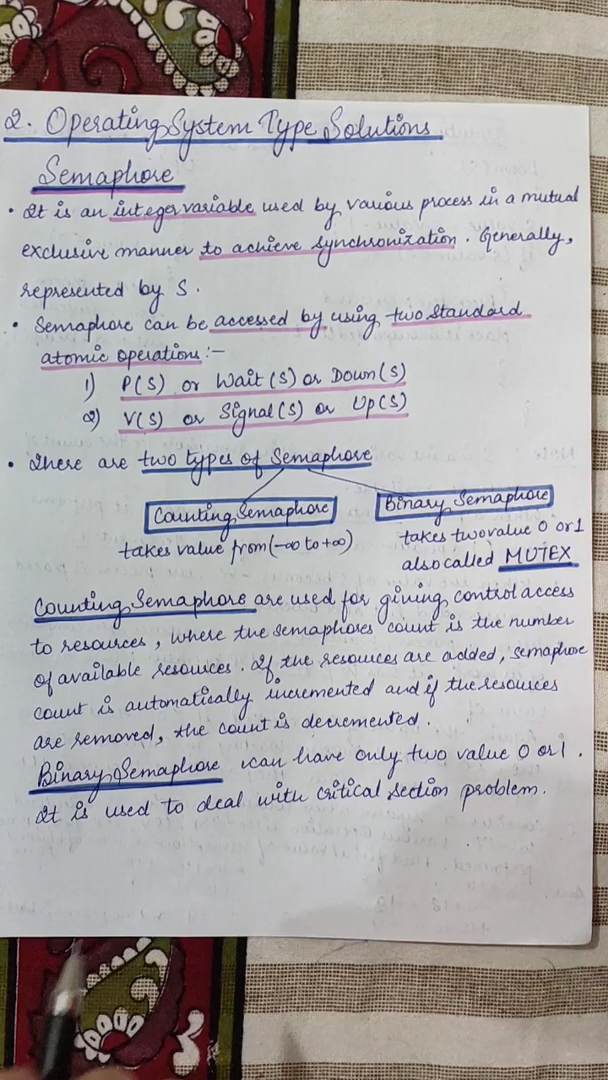 2. Operating System Type Solutions
Semaphore
• It is an integer variable used by various process in a mutual
exclusive manner to achieve synchronization. Generally,
represented by S.
• Semaphore can be accessed by using two standard
atomic operations :-
1) P(S) or Wait (S) or Down (S)
2) V(S) or Signal (S) or Up (S)
• There are two types of Semaphore
Counting Semaphore
takes value from (-∞ to +∞)
Binary Semaphore
takes two value 0 or 1
also called MUTEX
Counting Semaphore are used for giving control access
to resources, where the semaphores count is the number
of available resources. If the resources are added, semaphore
count is automatically incremented and if the resources
are removed, the count is decremented.
Binary Semaphore can have only two value 0 or 1.
It is used to deal with critical section problem.